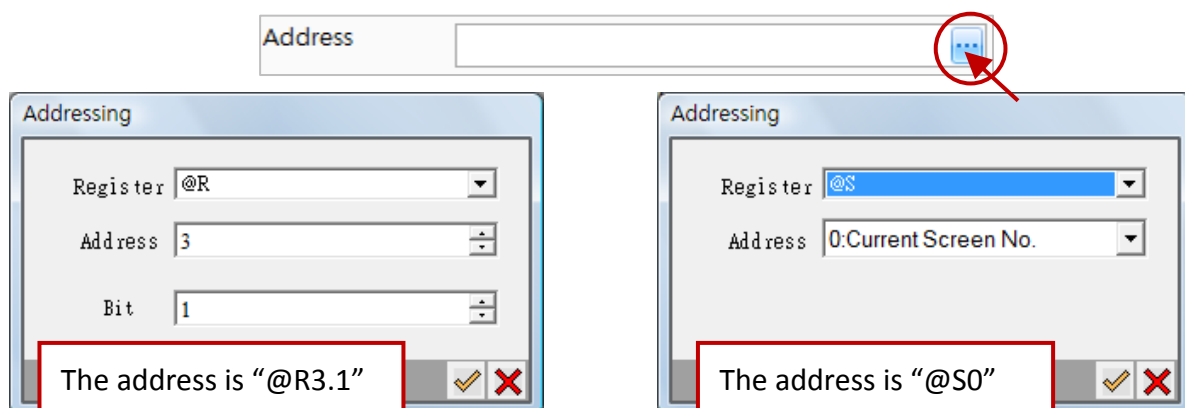 Address
Addressing
Register @R
Address 3
Bit 1
The address is “@R3.1”
Addressing
Register @S
Address 0:Current Screen No.
The address is “@S0”